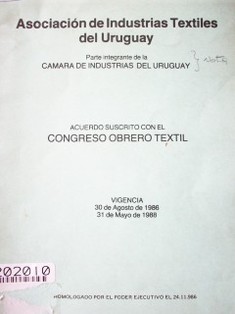 Asociación de Industrias Textiles
del Uruguay
Parte integrante de la
CAMARA DE INDUSTRIAS DEL URUGUAY
ACUERDO SUSCRITO CON EL
CONGRESO OBRERO TEXTIL
VIGENCIA
30 de Agosto de 1986
31 de Mayo de 1988
202010
HOMOLOGADO POR EL PODER EJECUTIVO EL 26.11.986